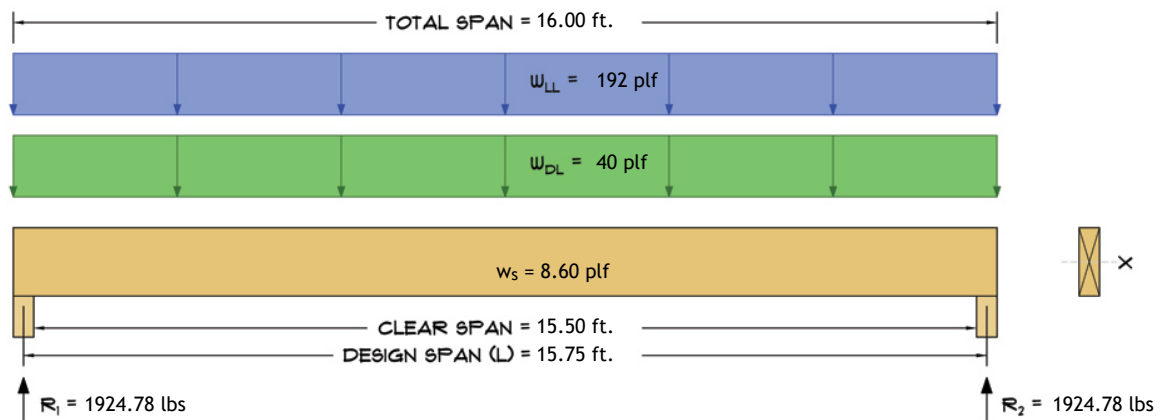 TOTAL SPAN = 16.00 ft.
wLL = 192 plf
wDL = 40 plf
ws = 8.60 plf
X
CLEAR SPAN = 15.50 ft.
DESIGN SPAN (L) = 15.75 ft.
R1 = 1924.78 lbs
R2 = 1924.78 lbs